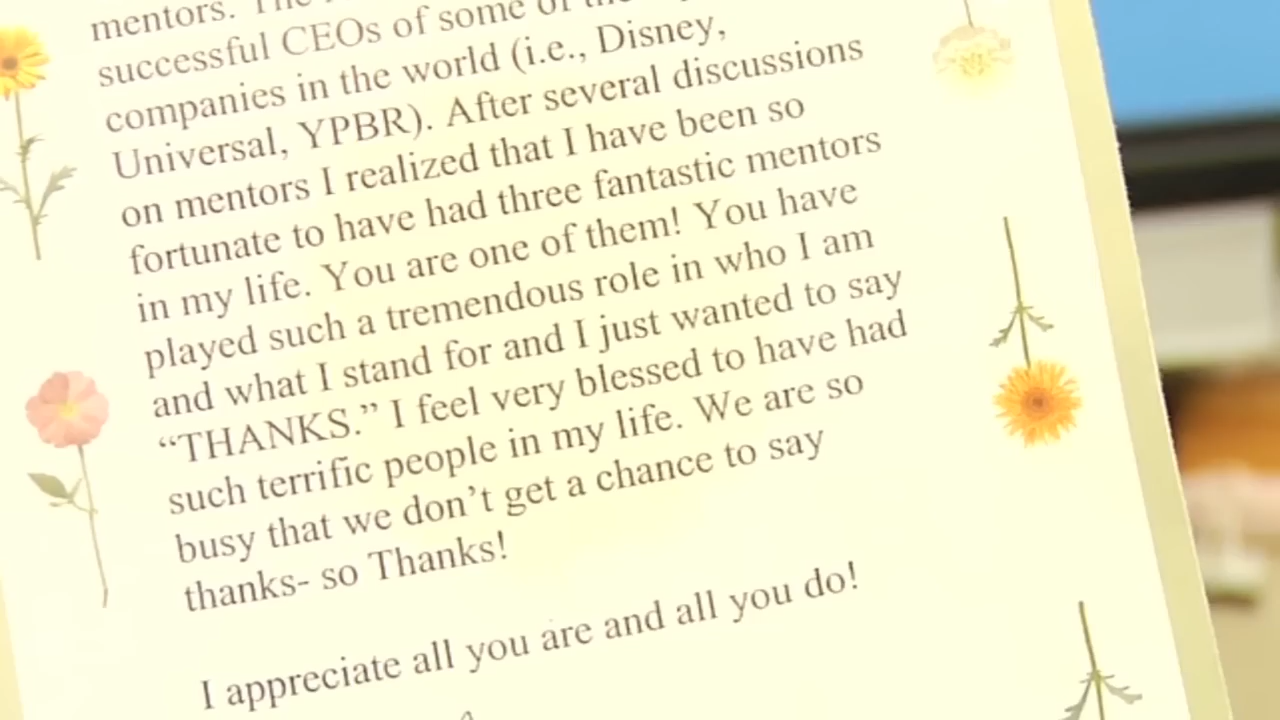 mentors. The
successful CEOs of some of the
companies in the world (i.e., Disney,
Universal, YPBR). After several discussions
on mentors I realized that I have been so
fortunate to have had three fantastic mentors
in my life. You are one of them! You have
played such a tremendous role in who I am
and what I stand for and I just wanted to say
“THANKS.” I feel very blessed to have had
such terrific people in my life. We are so
busy that we don’t get a chance to say
thanks- so Thanks!
I appreciate all you are and all you do!